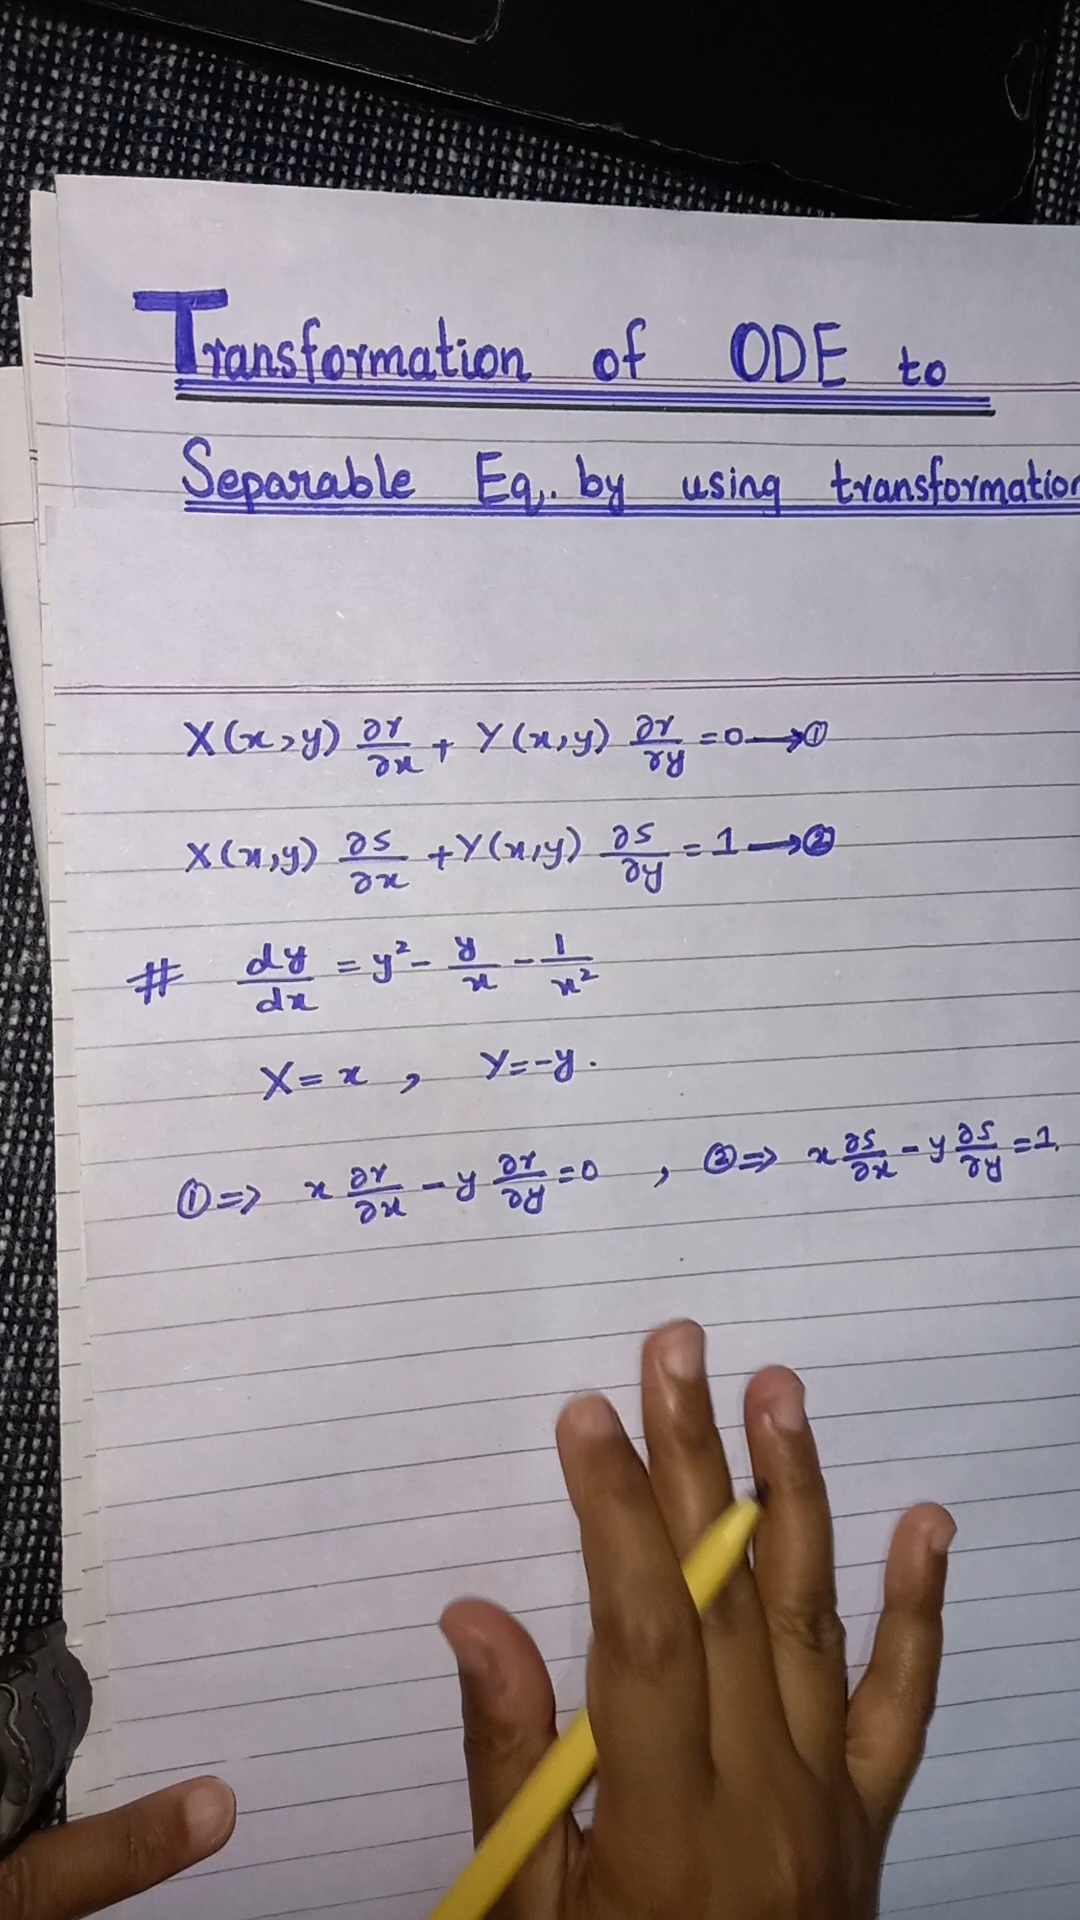 Transformation of ODE to
Separable Eq. by using transformation
X(x,y) ∂r/∂x + Y(x,y) ∂r/∂y = 0 → ①
X(x,y) ∂s/∂x + Y(x,y) ∂s/∂y = 1 → ②
# dy/dx = y² - y/x - 1/x²
X = x , Y = -y .
① => x ∂r/∂x - y ∂r/∂y = 0 , ② => x ∂s/∂x - y ∂s/∂y = 1.